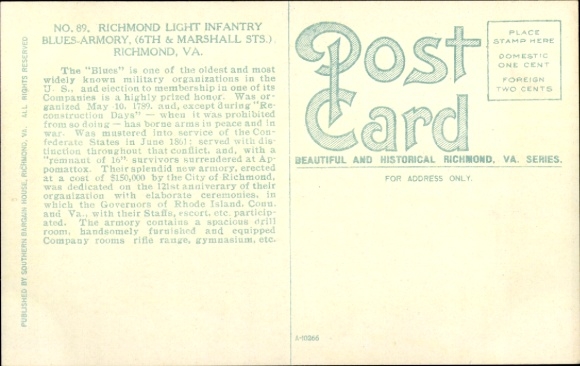 NO. 89. RICHMOND LIGHT INFANTRY
BLUES-ARMORY, (6TH & MARSHALL STS.)
RICHMOND, VA.
The "Blues" is one of the oldest and most
widely known military organizations in the
U. S., and election to membership in one of its
Companies is a highly prized honor. Was or-
ganized May 10, 1789, and, except during "Re-
construction Days" — when it was prohibited
from so doing — has borne arms in peace and in
war. Was mustered into service of the Con-
federate States in June 1861: served with dis-
tinction throughout that conflict, and, with a
"remnant of 16" survivors surrendered at Ap-
pomattox. Their splendid new armory, erected
at a cost of $150,000 by the City of Richmond,
was dedicated on the 121st anniversary of their
organization with elaborate ceremonies, in
which the Governors of Rhode Island, Conn.
and Va., with their Staffs, escort, etc. particip-
ated. The armory contains a spacious drill
room, handsomely furnished and equipped
Company rooms rifle range, gymnasium, etc.
PUBLISHED BY SOUTHERN BARGAIN HOUSE, RICHMOND, VA. ALL RIGHTS RESERVED
Post
Card
BEAUTIFUL AND HISTORICAL RICHMOND, VA. SERIES.
FOR ADDRESS ONLY.
PLACE
STAMP HERE
DOMESTIC
ONE CENT
FOREIGN
TWO CENTS